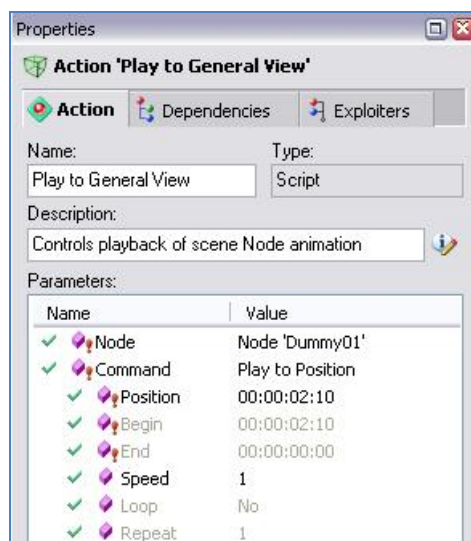 Properties
Action 'Play to General View'
Action Dependencies Exploiters
Name: Type:
Play to General View Script
Description:
Controls playback of scene Node animation
Parameters:
Name Value
Node Node 'Dummy01'
Command Play to Position
Position 00:00:02:10
Begin 00:00:02:10
End 00:00:00:00
Speed 1
Loop No
Repeat 1